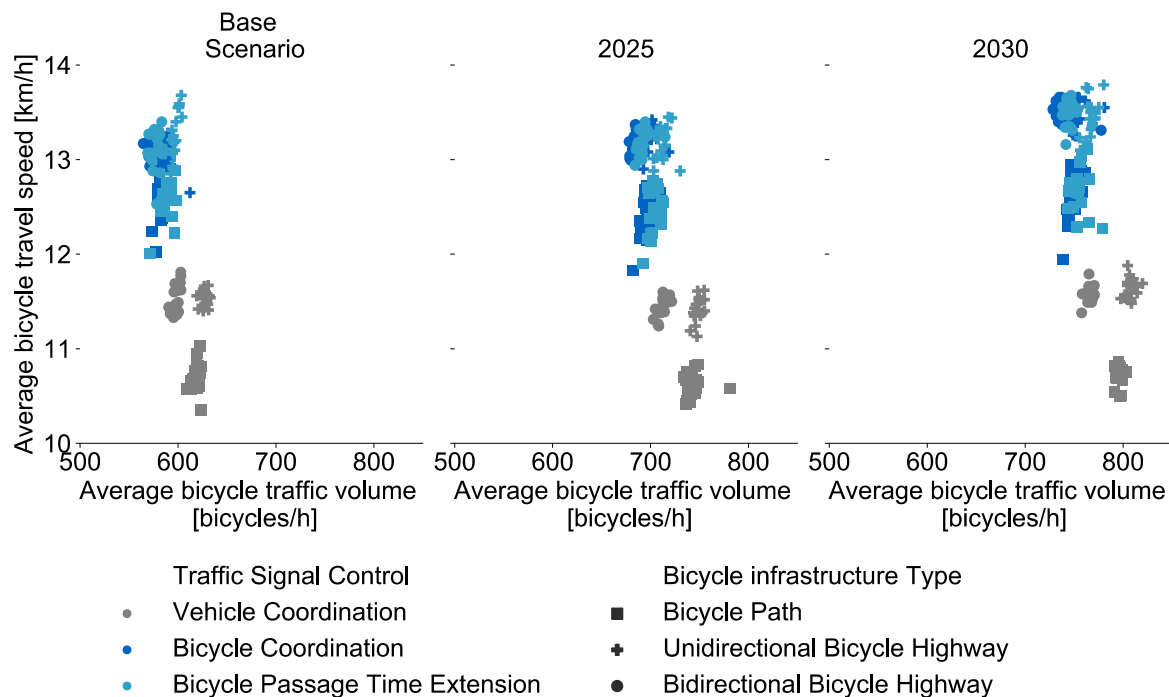 Base
Scenario
2025
2030
Average bicycle travel speed [km/h]
14
13
12
11
10
500 600 700 800
500 600 700 800
500 600 700 800
Average bicycle traffic volume
[bicycles/h]
Average bicycle traffic volume
[bicycles/h]
Average bicycle traffic volume
[bicycles/h]
Traffic Signal Control
Vehicle Coordination
Bicycle Coordination
Bicycle Passage Time Extension
Bicycle infrastructure Type
Bicycle Path
Unidirectional Bicycle Highway
Bidirectional Bicycle Highway